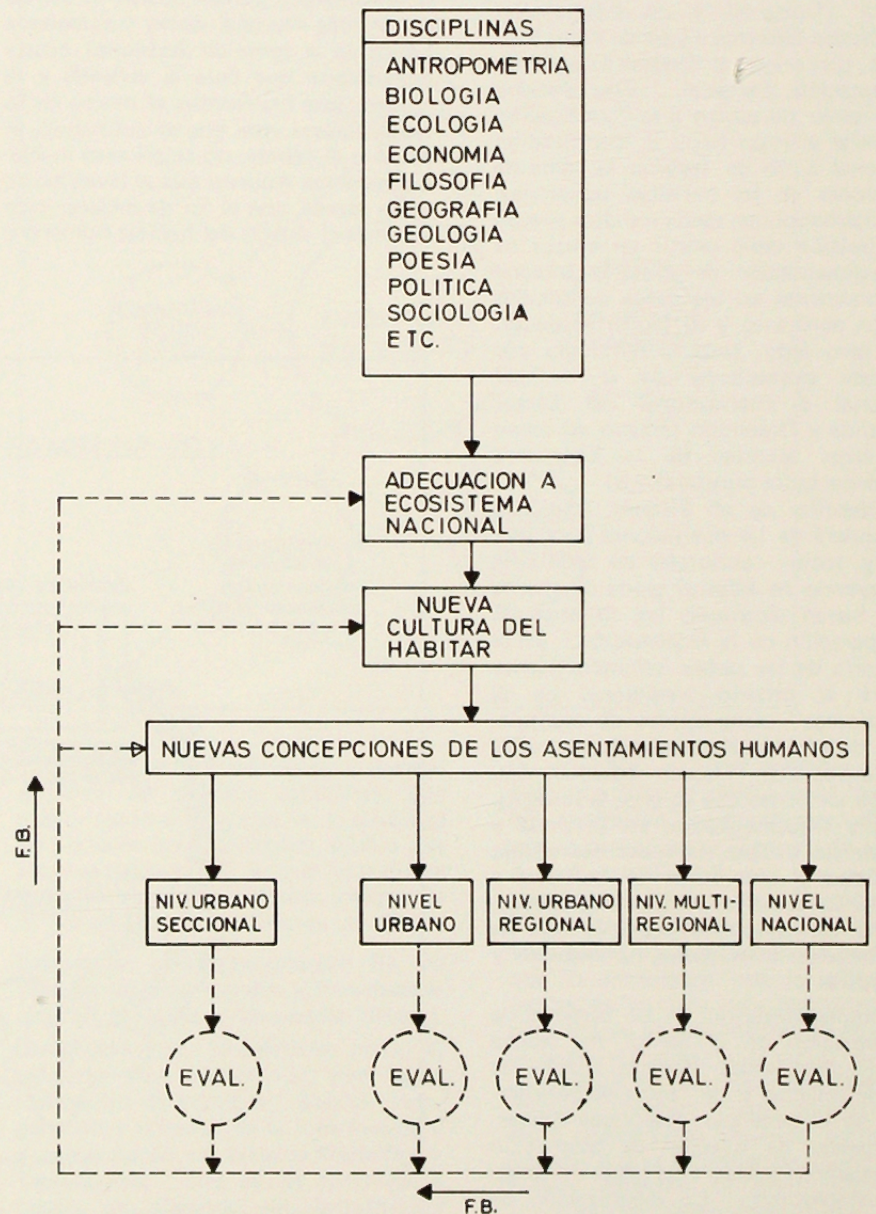 DISCIPLINAS
ANTROPOMETRIA
BIOLOGIA
ECOLOGIA
ECONOMIA
FILOSOFIA
GEOGRAFIA
GEOLOGIA
POESIA
POLITICA
SOCIOLOGIA
ETC.
ADECUACION A
ECOSISTEMA
NACIONAL
NUEVA
CULTURA DEL
HABITAR
NUEVAS CONCEPCIONES DE LOS ASENTAMIENTOS HUMANOS
F.B.
NIV. URBANO
SECCIONAL
NIVEL
URBANO
NIV. URBANO
REGIONAL
NIV. MULTI-
REGIONAL
NIVEL
NACIONAL
EVAL.
EVAL.
EVAL.
EVAL.
EVAL.
F.B.